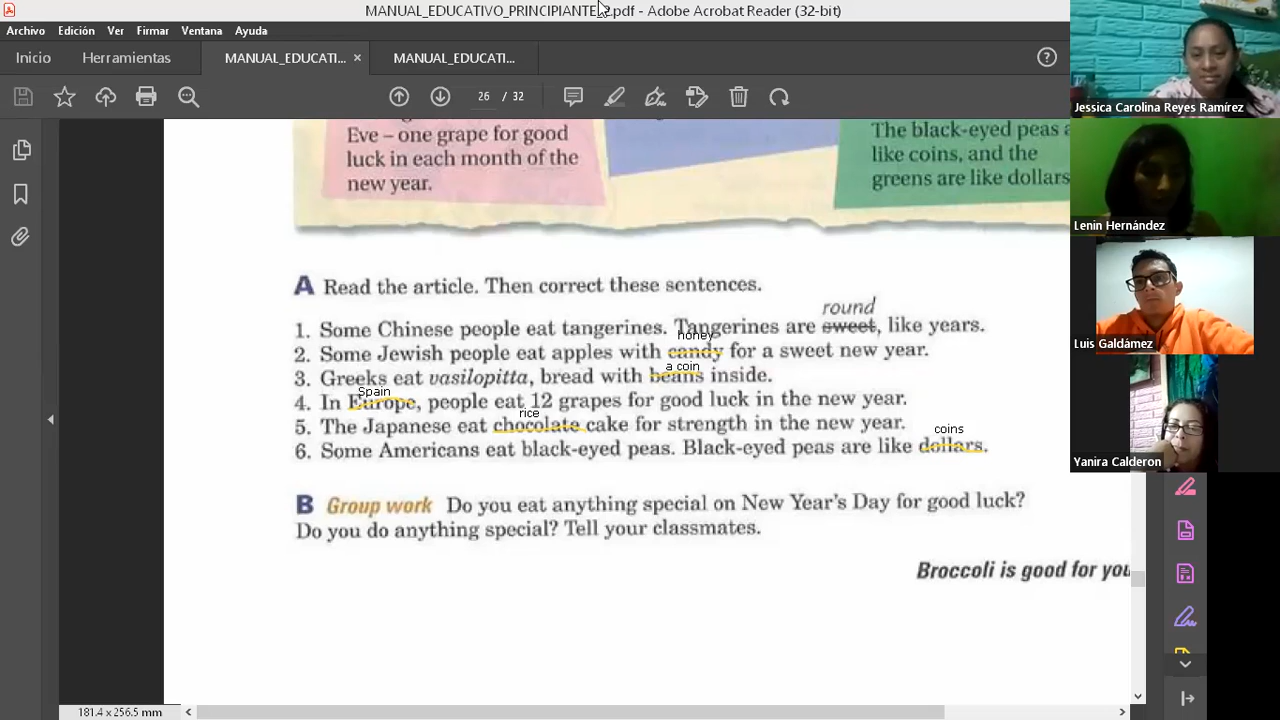 MANUAL_EDUCATIVO_PRINCIPIANTE_2.pdf - Adobe Acrobat Reader (32-bit)
Archivo Edición Ver Firmar Ventana Ayuda
Inicio Herramientas MANUAL_EDUCATI... × MANUAL_EDUCATI...
26 / 32
Eve – one grape for good
luck in each month of the
new year.
The black-eyed peas a
like coins, and the
greens are like dollars
A Read the article. Then correct these sentences.
round
1. Some Chinese people eat tangerines. Tangerines are sweet, like years.
honey
2. Some Jewish people eat apples with candy for a sweet new year.
a coin
3. Greeks eat vasilopitta, bread with beans inside.
Spain
4. In Europe, people eat 12 grapes for good luck in the new year.
rice
5. The Japanese eat chocolate cake for strength in the new year.
coins
6. Some Americans eat black-eyed peas. Black-eyed peas are like dollars.
B Group work Do you eat anything special on New Year's Day for good luck?
Do you do anything special? Tell your classmates.
Broccoli is good for you
181.4 x 256.5 mm
Jessica Carolina Reyes Ramírez
Lenin Hernández
Luis Galdámez
Yanira Calderon